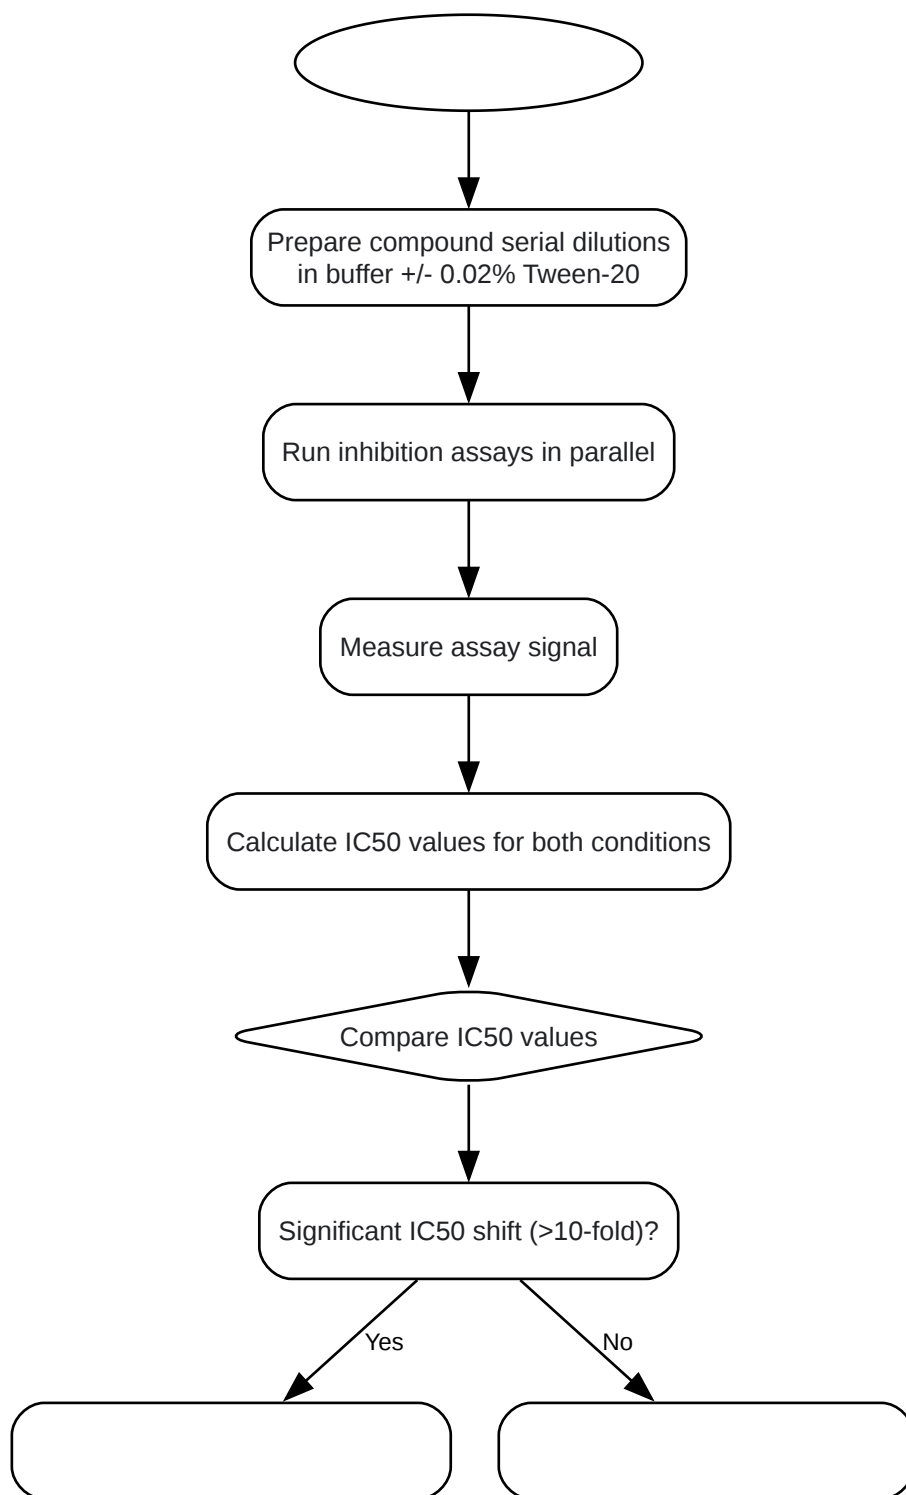 Prepare compound serial dilutions
in buffer +/- 0.02% Tween-20
Run inhibition assays in parallel
Measure assay signal
Calculate IC50 values for both conditions
Compare IC50 values
Significant IC50 shift (>10-fold)?
Yes
No